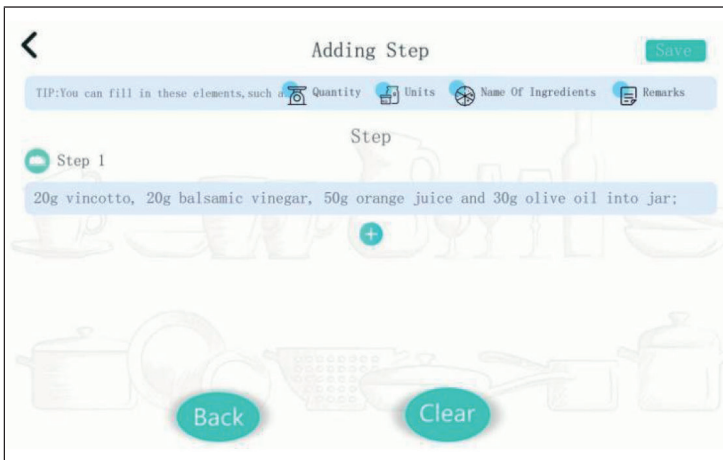 Adding Step
Save
TIP:You can fill in these elements,such a Quantity Units Name Of Ingredients Remarks
Step
Step 1
20g vincotto, 20g balsamic vinegar, 50g orange juice and 30g olive oil into jar;
Back
Clear